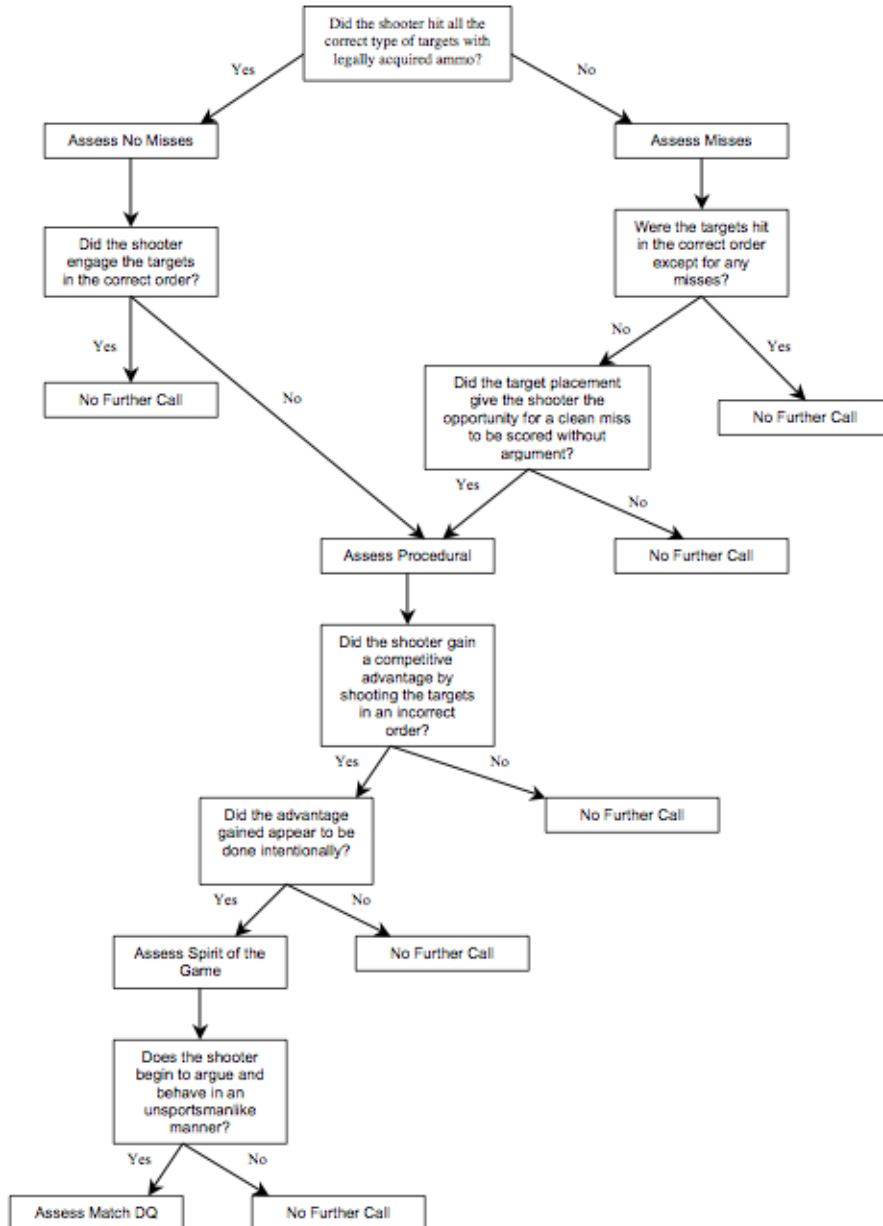 Did the shooter hit all the
correct type of targets with
legally acquired ammo?
Yes
No
Assess No Misses
Assess Misses
Did the shooter
engage the targets
in the correct order?
Were the targets hit
in the correct order
except for any
misses?
Yes
No
No
Yes
No Further Call
Did the target placement
give the shooter the
opportunity for a clean miss
to be scored without
argument?
No Further Call
Yes
No
Assess Procedural
No Further Call
Did the shooter gain
a competitive
advantage by
shooting the targets
in an incorrect
order?
Yes
No
Did the advantage
gained appear to be
done intentionally?
No Further Call
Yes
No
Assess Spirit of the
Game
No Further Call
Does the shooter
begin to argue and
behave in an
unsportsmanlike
manner?
Yes
No
Assess Match DQ
No Further Call